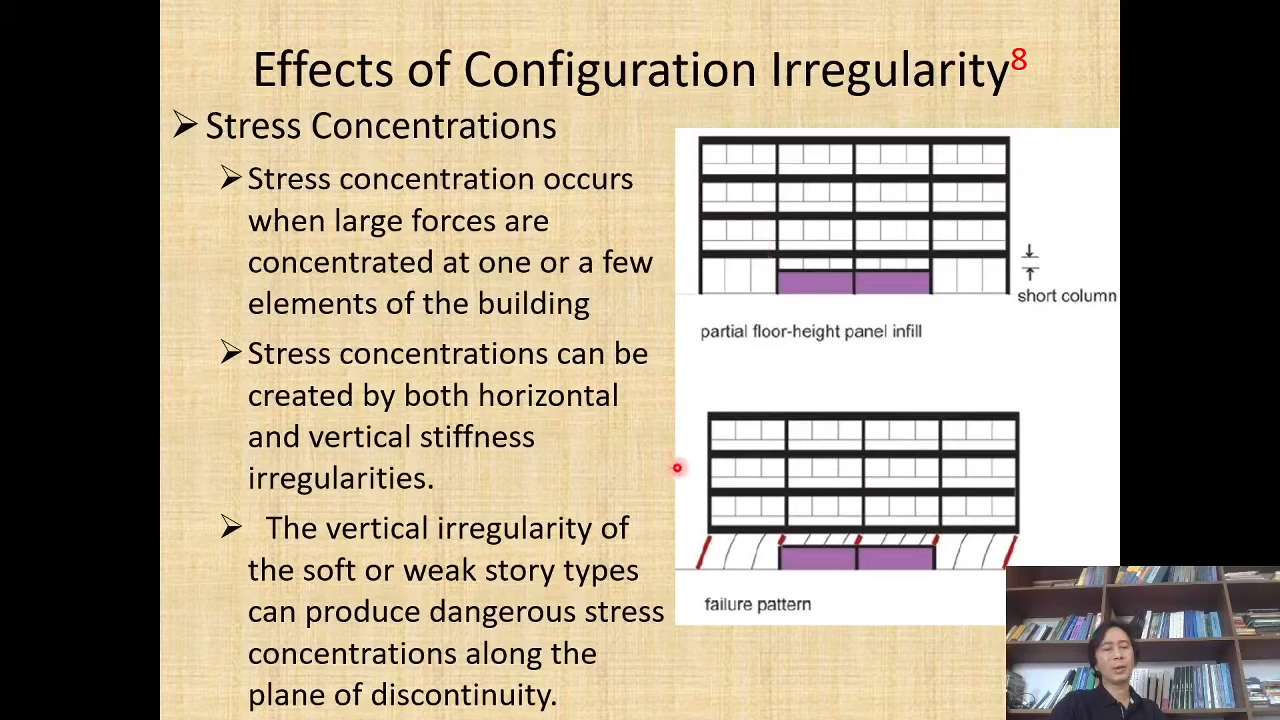 Effects of Configuration Irregularity8
Stress Concentrations
Stress concentration occurs
when large forces are
concentrated at one or a few
elements of the building
Stress concentrations can be
created by both horizontal
and vertical stiffness
irregularities.
The vertical irregularity of
the soft or weak story types
can produce dangerous stress
concentrations along the
plane of discontinuity.
short column
partial floor-height panel infill
failure pattern